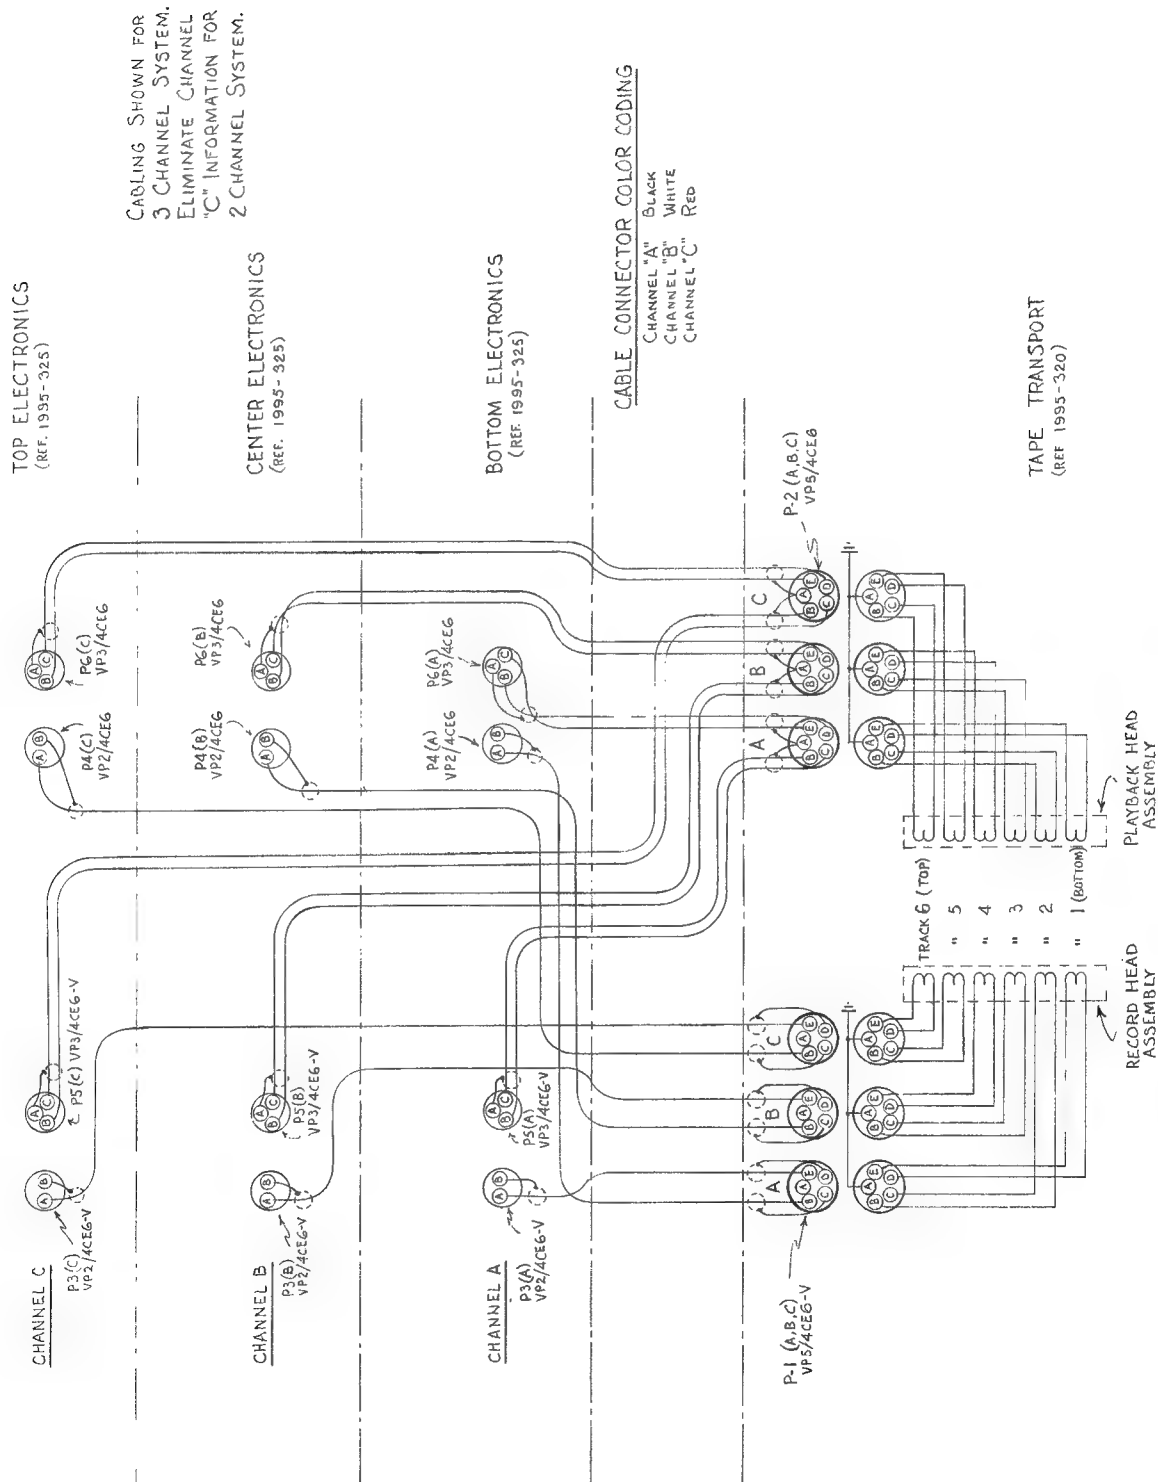 CABLING SHOWN FOR
3 CHANNEL SYSTEM.
ELIMINATE CHANNEL
"C" INFORMATION FOR
2 CHANNEL SYSTEM.
TOP ELECTRONICS
(REF. 1995-325)
CENTER ELECTRONICS
(REF. 1995-325)
BOTTOM ELECTRONICS
(REF. 1995-325)
CABLE CONNECTOR COLOR CODING
CHANNEL "A" BLACK
CHANNEL "B" WHITE
CHANNEL "C" RED
TAPE TRANSPORT
(REF 1995-320)
CHANNEL C
P3(C)
VP2/4CE6-V
A B
P5(C) VP3/4CE6-V
A B C
P4(C)
VP2/4CE6
A B
P6(C)
VP3/4CE6
A B C
CHANNEL B
P3(B)
VP2/4CE6-V
A B
P5(B)
VP3/4CE6-V
A B C
P4(B)
VP2/4CE6
A B
P6(B)
VP3/4CE6
A B C
CHANNEL A
P3(A)
VP2/4CE6-V
A B
P5(A)
VP3/4CE6-V
A B C
P4(A)
VP2/4CE6
A B
P6(A)
VP3/4CE6
A B C
P-1 (A,B,C)
VP5/4CE6-V
A
B
C
A B C D E
A B C D E
A B C D E
P-2 (A,B,C)
VP5/4CE6
A
B
C
A B C D E
A B C D E
A B C D E
A B C D E
A B C D E
A B C D E
A B C D E
A B C D E
A B C D E
TRACK 6 (TOP)
" 5
" 4
" 3
" 2
" 1 (BOTTOM)
RECORD HEAD
ASSEMBLY
PLAYBACK HEAD
ASSEMBLY